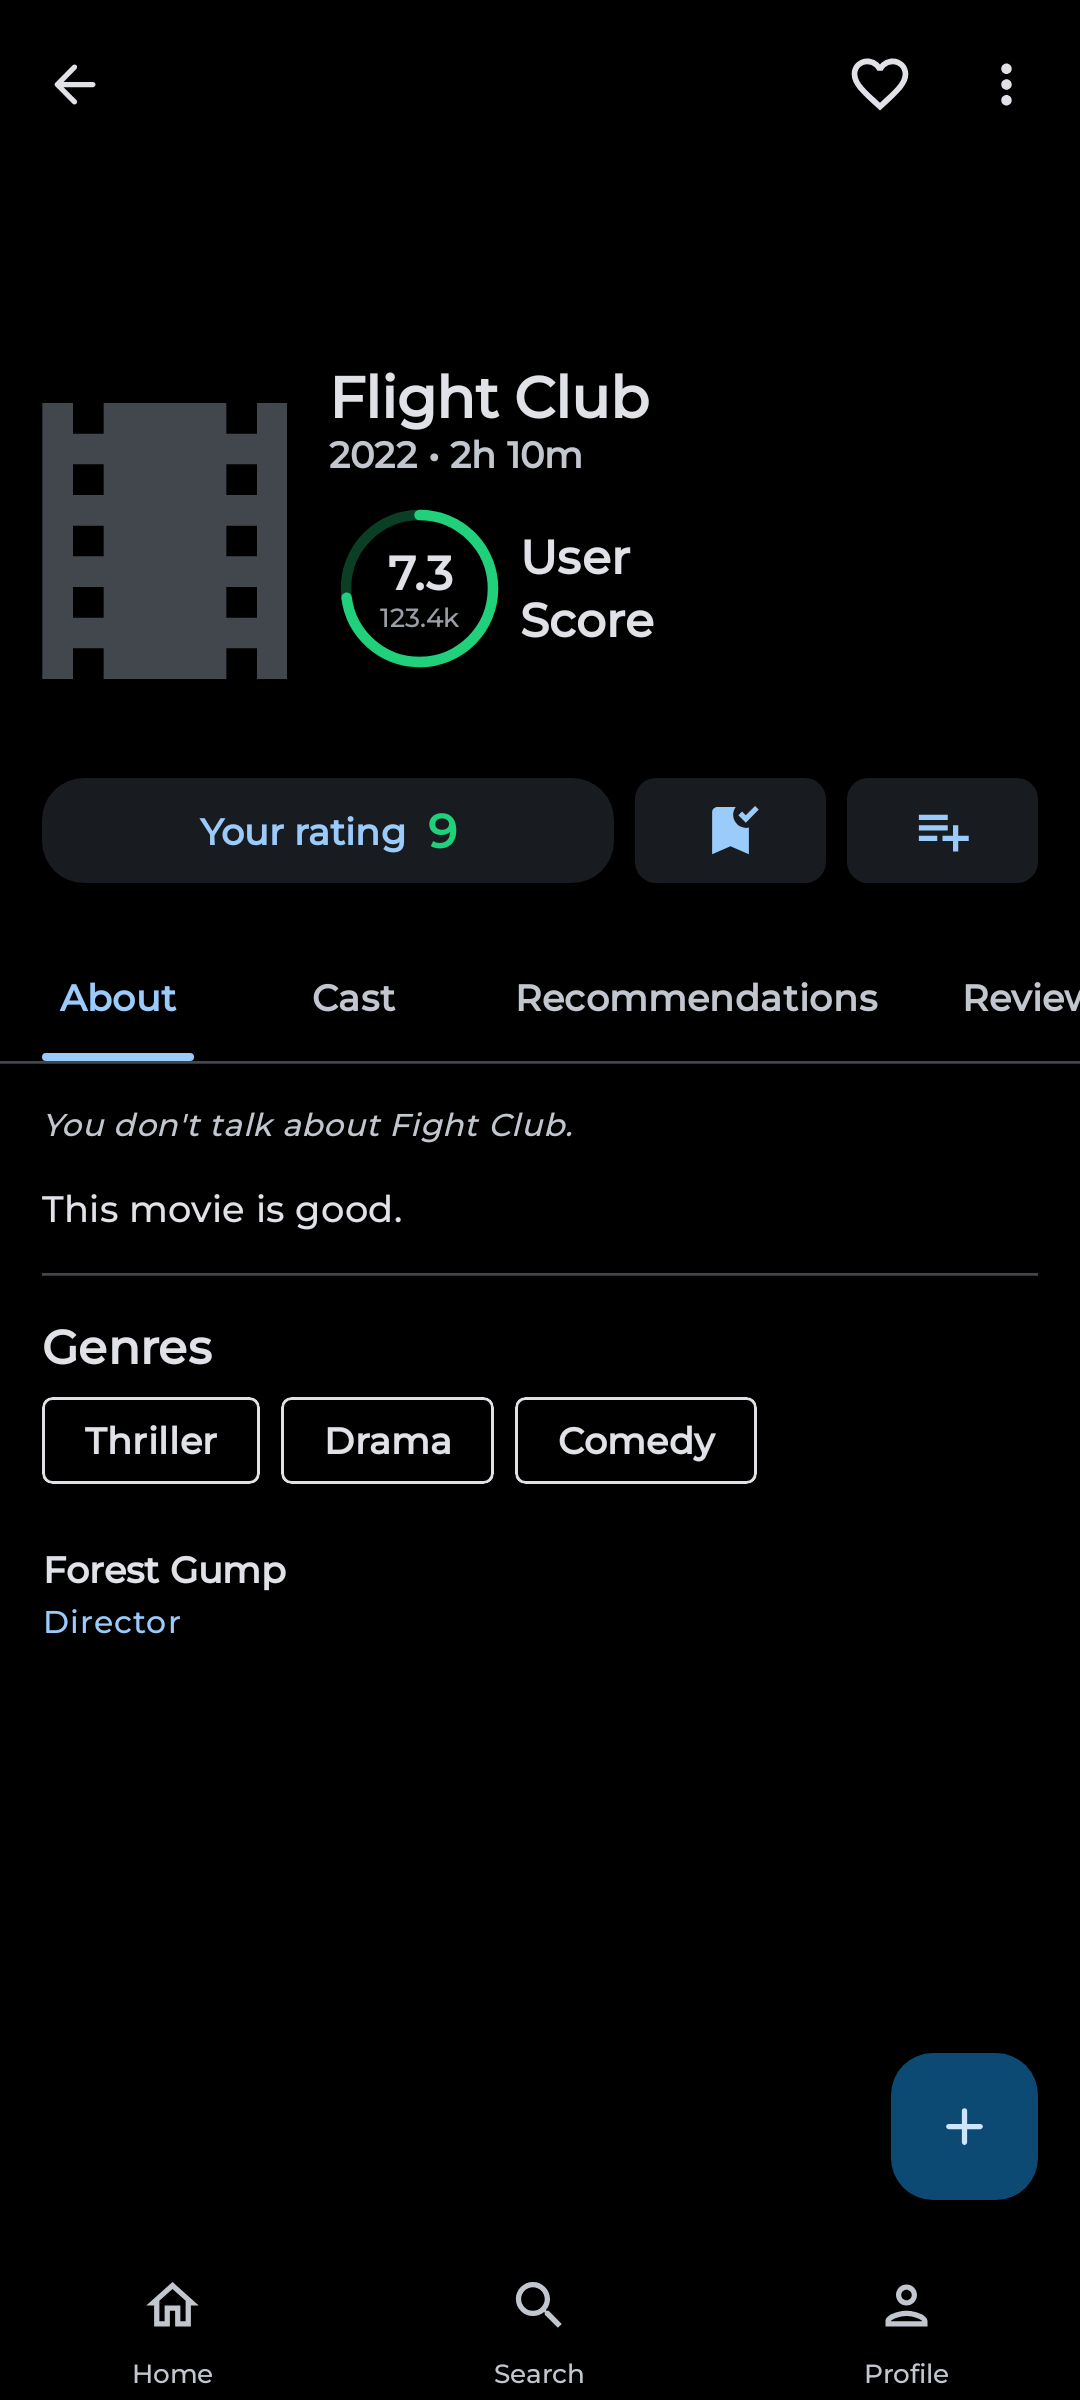 Flight Club
2022 • 2h 10m
7.3
123.4k
User
Score
Your rating 9
About Cast Recommendations Review
You don't talk about Fight Club.
This movie is good.
Genres
Thriller Drama Comedy
Forest Gump
Director
Home Search Profile